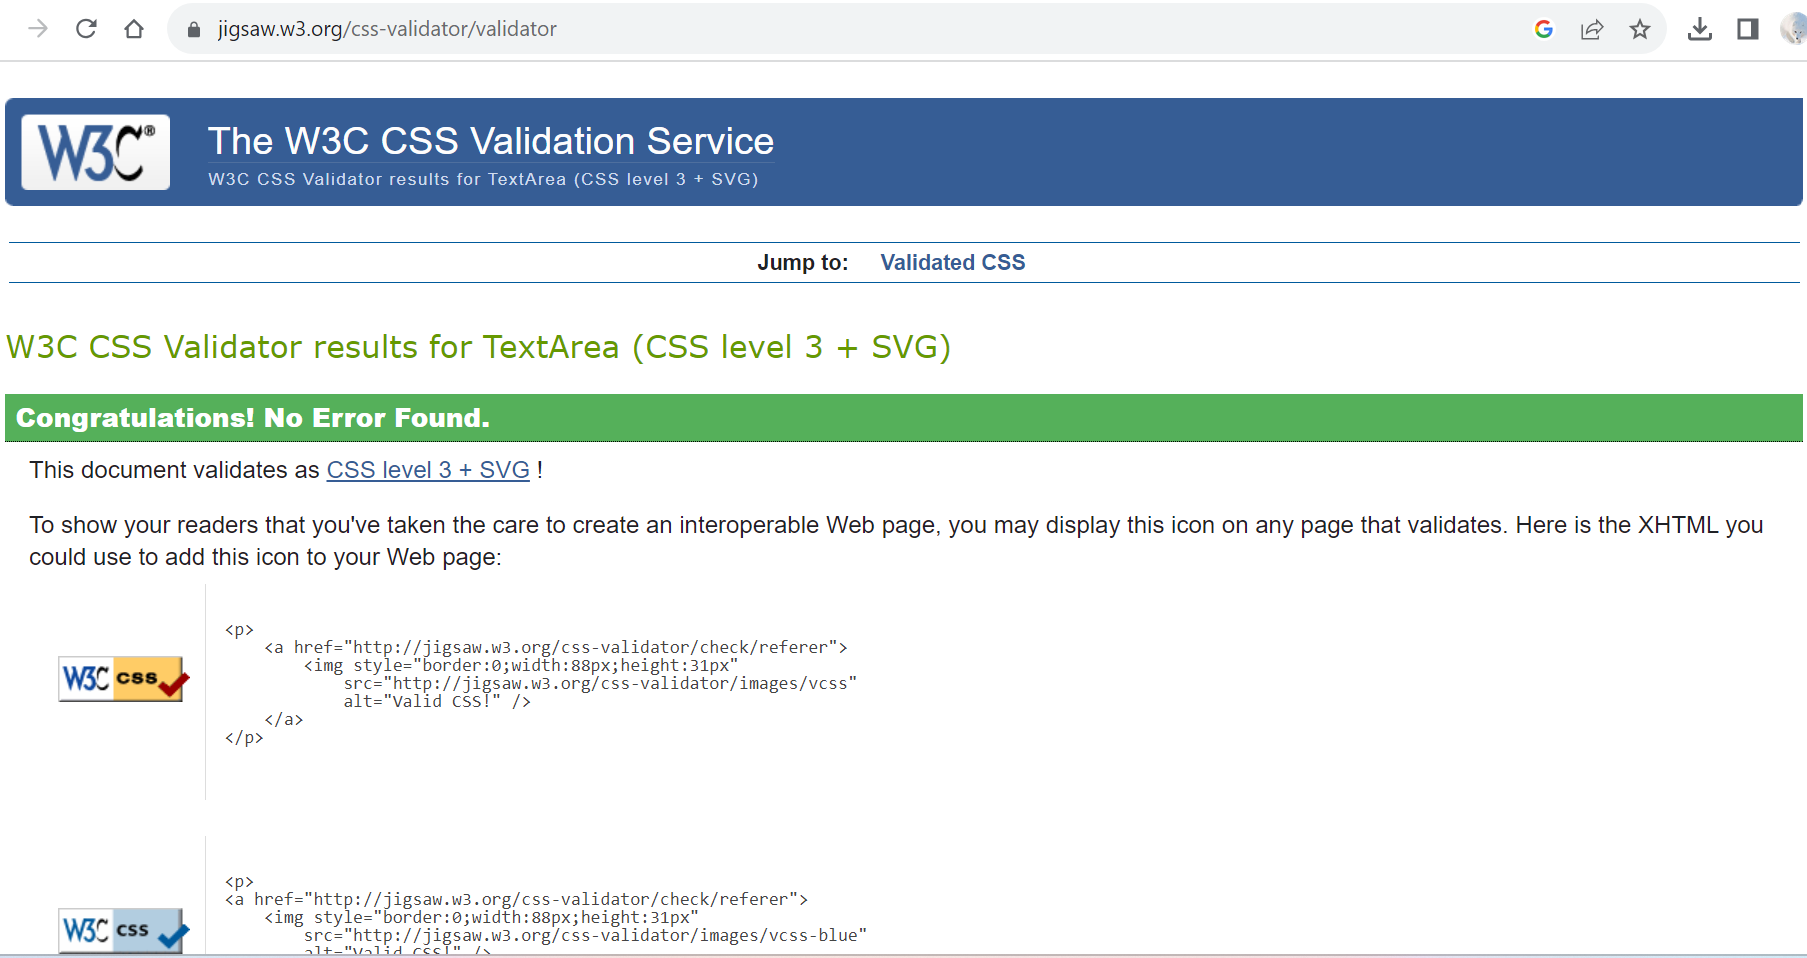 jigsaw.w3.org/css-validator/validator
W3C®
The W3C CSS Validation Service
W3C CSS Validator results for TextArea (CSS level 3 + SVG)
Jump to: Validated CSS
W3C CSS Validator results for TextArea (CSS level 3 + SVG)
Congratulations! No Error Found.
This document validates as CSS level 3 + SVG !
To show your readers that you've taken the care to create an interoperable Web page, you may display this icon on any page that validates. Here is the XHTML you
could use to add this icon to your Web page:
W3C css
<p>
<a href="http://jigsaw.w3.org/css-validator/check/referer">
<img style="border:0;width:88px;height:31px"
src="http://jigsaw.w3.org/css-validator/images/vcss"
alt="Valid CSS!" />
</a>
</p>
W3C css
<p>
<a href="http://jigsaw.w3.org/css-validator/check/referer">
<img style="border:0;width:88px;height:31px"
src="http://jigsaw.w3.org/css-validator/images/vcss-blue"
alt="Valid CSS!" />